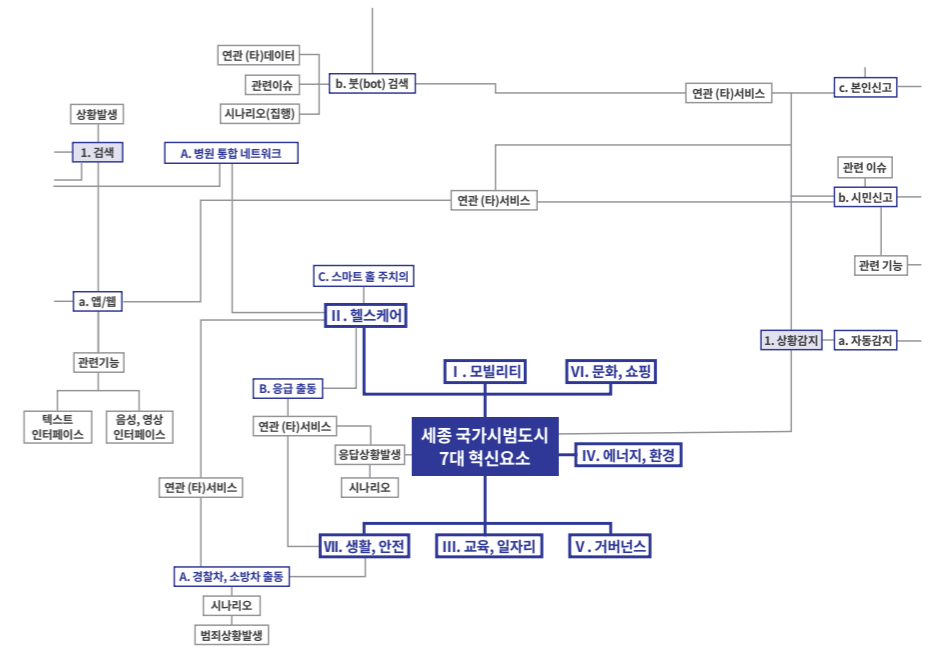 연관 (타)데이터
관련이슈
시나리오(집행)
b. 봇(bot) 검색
연관 (타)서비스
c. 본인신고
상황발생
1. 검색
A. 병원 통합 네트워크
관련 이슈
연관 (타)서비스
b. 시민신고
관련 기능
C. 스마트 홀 주치의
a. 앱/웹
II . 헬스케어
1. 상황감지
a. 자동감지
관련기능
I . 모빌리티
VI. 문화, 쇼핑
B. 응급 출동
텍스트
인터페이스
음성, 영상
인터페이스
연관 (타)서비스
세종 국가시범도시
7대 혁신요소
응답상황발생
IV. 에너지, 환경
시나리오
연관 (타)서비스
VII. 생활, 안전
III. 교육, 일자리
V . 거버넌스
A. 경찰차, 소방차 출동
시나리오
범죄상황발생